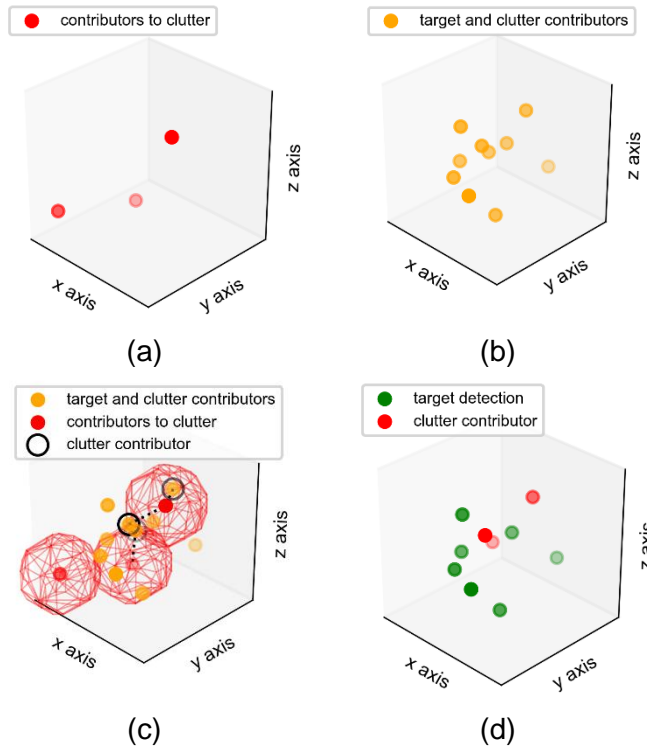 contributors to clutter
z axis
x axis
y axis
(a)
target and clutter contributors
z axis
x axis
y axis
(b)
target and clutter contributors
contributors to clutter
clutter contributor
z axis
x axis
y axis
(c)
target detection
clutter contributor
z axis
x axis
y axis
(d)